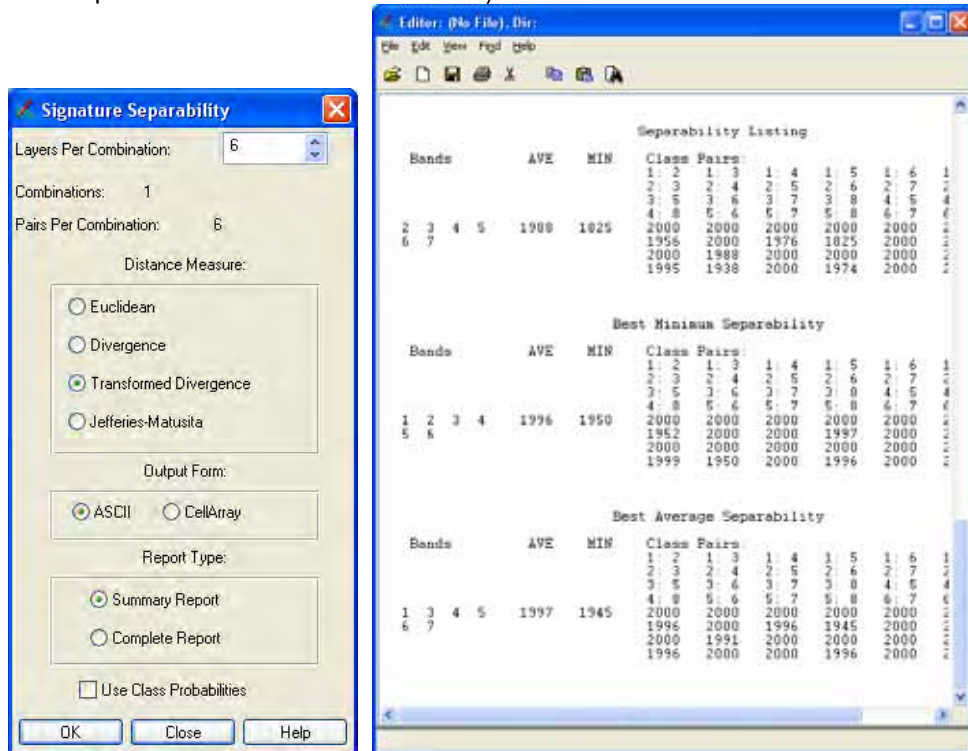 Signature Separability
Layers Per Combination: 6
Combinations: 1
Pairs Per Combination: 6
Distance Measure:
Euclidean
Divergence
Transformed Divergence
Jefferies-Matusita
Output Form:
ASCII CellArray
Report Type:
Summary Report
Complete Report
Use Class Probabilities
OK Close Help
Editor: (No File), Dir:
File Edit View Find Help
Separability Listing
Bands AVE MIN Class Pairs:
1: 2 1: 3 1: 4 1: 5 1: 6 1
2: 3 2: 4 2: 5 2: 6 2: 7
3: 5 3: 6 3: 7 3: 8 4: 5
4: 8 5: 6 5: 7 5: 8 6: 7
2 3 4 5 1988 1825 2000 2000 2000 2000 2000
6 7 1956 2000 1976 1825 2000
2000 1988 2000 2000 2000
1995 1938 2000 1974 2000
Best Minimum Separability
Bands AVE MIN Class Pairs:
1: 2 1: 3 1: 4 1: 5 1: 6 1
2: 3 2: 4 2: 5 2: 6 2: 7
3: 5 3: 6 3: 7 3: 8 4: 5
4: 8 5: 6 5: 7 5: 8 6: 7
1 2 3 4 1996 1950 2000 2000 2000 2000 2000
5 6 1952 2000 2000 1997 2000
2000 2000 2000 2000 2000
1999 1950 2000 1996 2000
Best Average Separability
Bands AVE MIN Class Pairs:
1: 2 1: 3 1: 4 1: 5 1: 6 1
2: 3 2: 4 2: 5 2: 6 2: 7
3: 5 3: 6 3: 7 3: 8 4: 5
4: 8 5: 6 5: 7 5: 8 6: 7
1 3 4 5 1997 1945 2000 2000 2000 2000 2000
6 7 1996 2000 1996 1945 2000
2000 1991 2000 2000 2000
1996 2000 2000 1996 2000